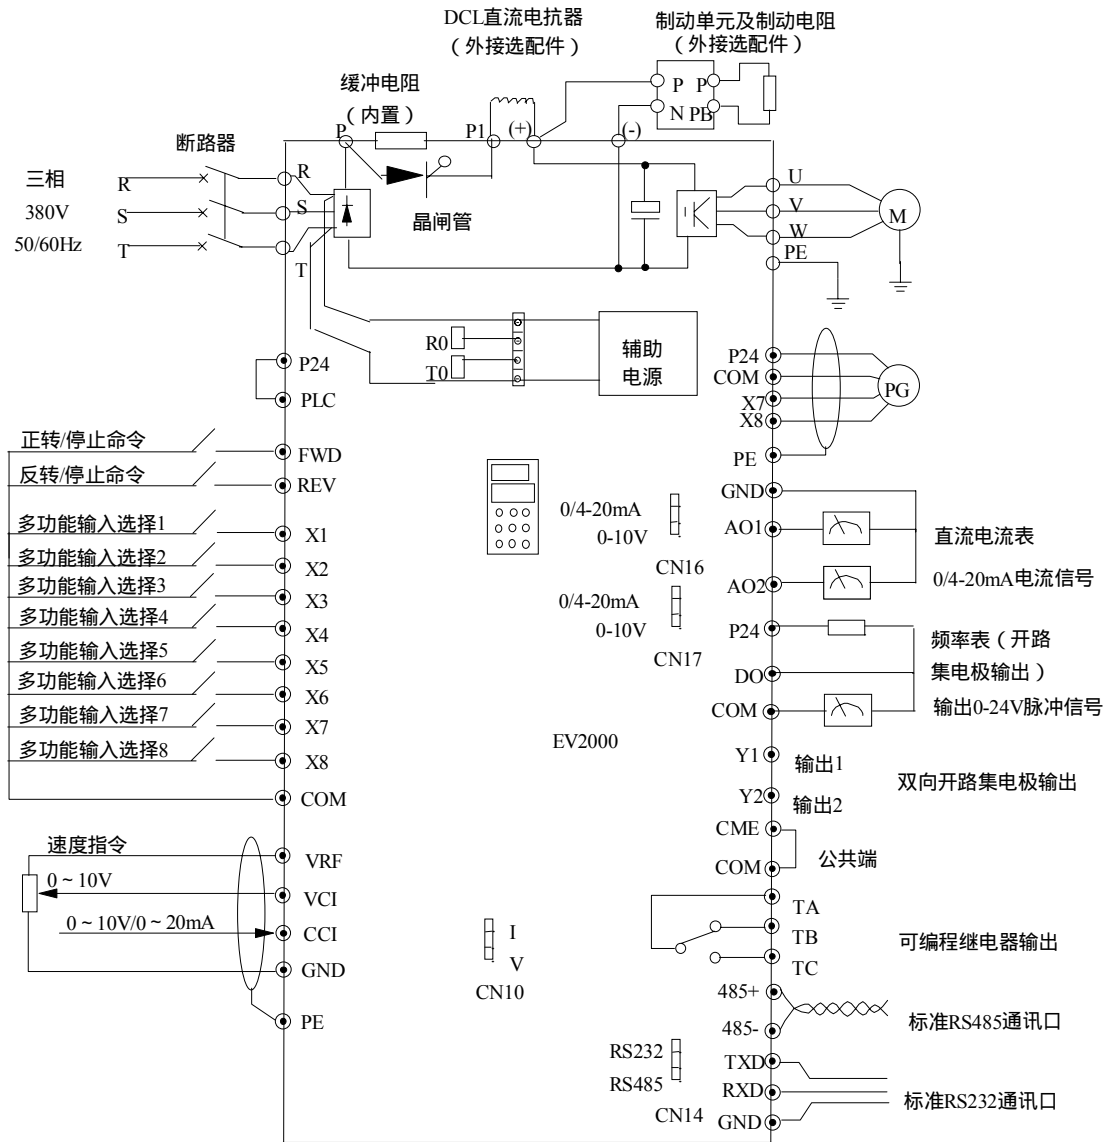 DCL直流电抗器
（外接选配件）
制动单元及制动电阻
（外接选配件）
缓冲电阻
（内置）
P
P
N
PB
P
P1
(+)
(-)
断路器
三相
380V
50/60Hz
R
S
T
R
S
T
晶闸管
U
V
W
PE
M
R0
T0
辅助
电源
P24
PLC
P24
COM
X7
X8
PE
PG
正转/停止命令
FWD
反转/停止命令
REV
多功能输入选择1
X1
多功能输入选择2
X2
多功能输入选择3
X3
多功能输入选择4
X4
多功能输入选择5
X5
多功能输入选择6
X6
多功能输入选择7
X7
多功能输入选择8
X8
COM
0/4-20mA
0-10V
CN16
0/4-20mA
0-10V
CN17
GND
AO1
AO2
直流电流表
0/4-20mA电流信号
P24
DO
COM
频率表（开路
集电极输出）
输出0-24V脉冲信号
EV2000
Y1
输出1
Y2
输出2
双向开路集电极输出
CME
COM
公共端
速度指令
VRF
0～10V
VCI
0～10V/0～20mA
CCI
GND
PE
I
V
CN10
TA
TB
TC
可编程继电器输出
485+
485-
标准RS485通讯口
RS232
RS485
CN14
TXD
RXD
GND
标准RS232通讯口